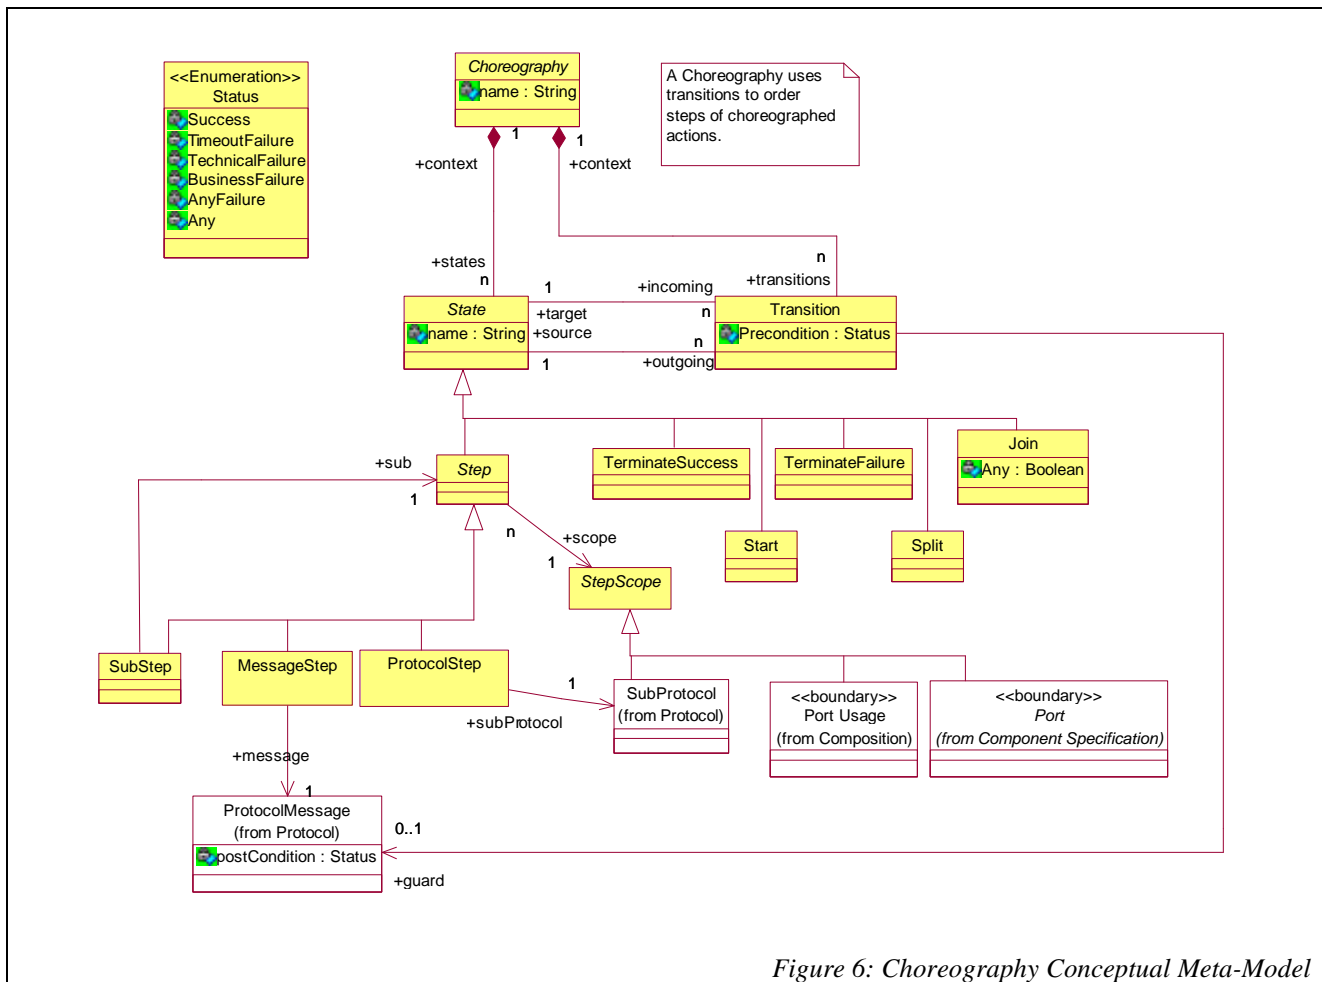 <<Enumeration>>
Status
Success
TimeoutFailure
TechnicalFailure
BusinessFailure
AnyFailure
Any
Choreography
name : String
A Choreography uses
transitions to order
steps of choreographed
actions.
1
1
+context
+context
+states
n
n
+transitions
1
+incoming
+target
n
State
name : String
+source
Transition
Precondition : Status
n
1
+outgoing
+sub
1
Step
TerminateSuccess
TerminateFailure
Join
Any : Boolean
n
+scope
1
Start
Split
StepScope
SubStep
MessageStep
ProtocolStep
1
+subProtocol
SubProtocol
(from Protocol)
<<boundary>>
Port Usage
(from Composition)
<<boundary>>
Port
(from Component Specification)
+message
1
ProtocolMessage
(from Protocol)
postCondition : Status
0..1
+guard
Figure 6: Choreography Conceptual Meta-Model